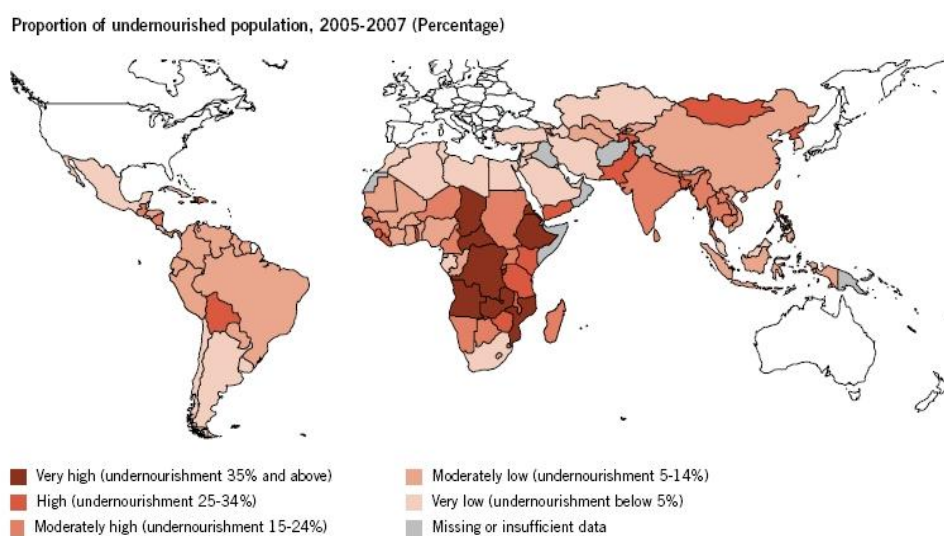 Proportion of undernourished population, 2005-2007 (Percentage)
Very high (undernourishment 35% and above)
High (undernourishment 25-34%)
Moderately high (undernourishment 15-24%)
Moderately low (undernourishment 5-14%)
Very low (undernourishment below 5%)
Missing or insufficient data